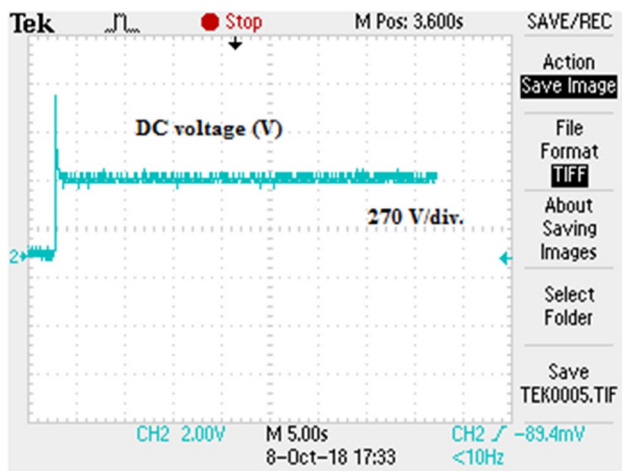 Tek Stop M Pos: 3.600s SAVE/REC
Action
Save Image
DC voltage (V)
File
Format
TIFF
270 V/div.
About
Saving
Images
2
Select
Folder
Save
TEK0005.TIF
CH2 2.00V M 5.00s CH2 -89.4mV
8-Oct-18 17:33 <10Hz